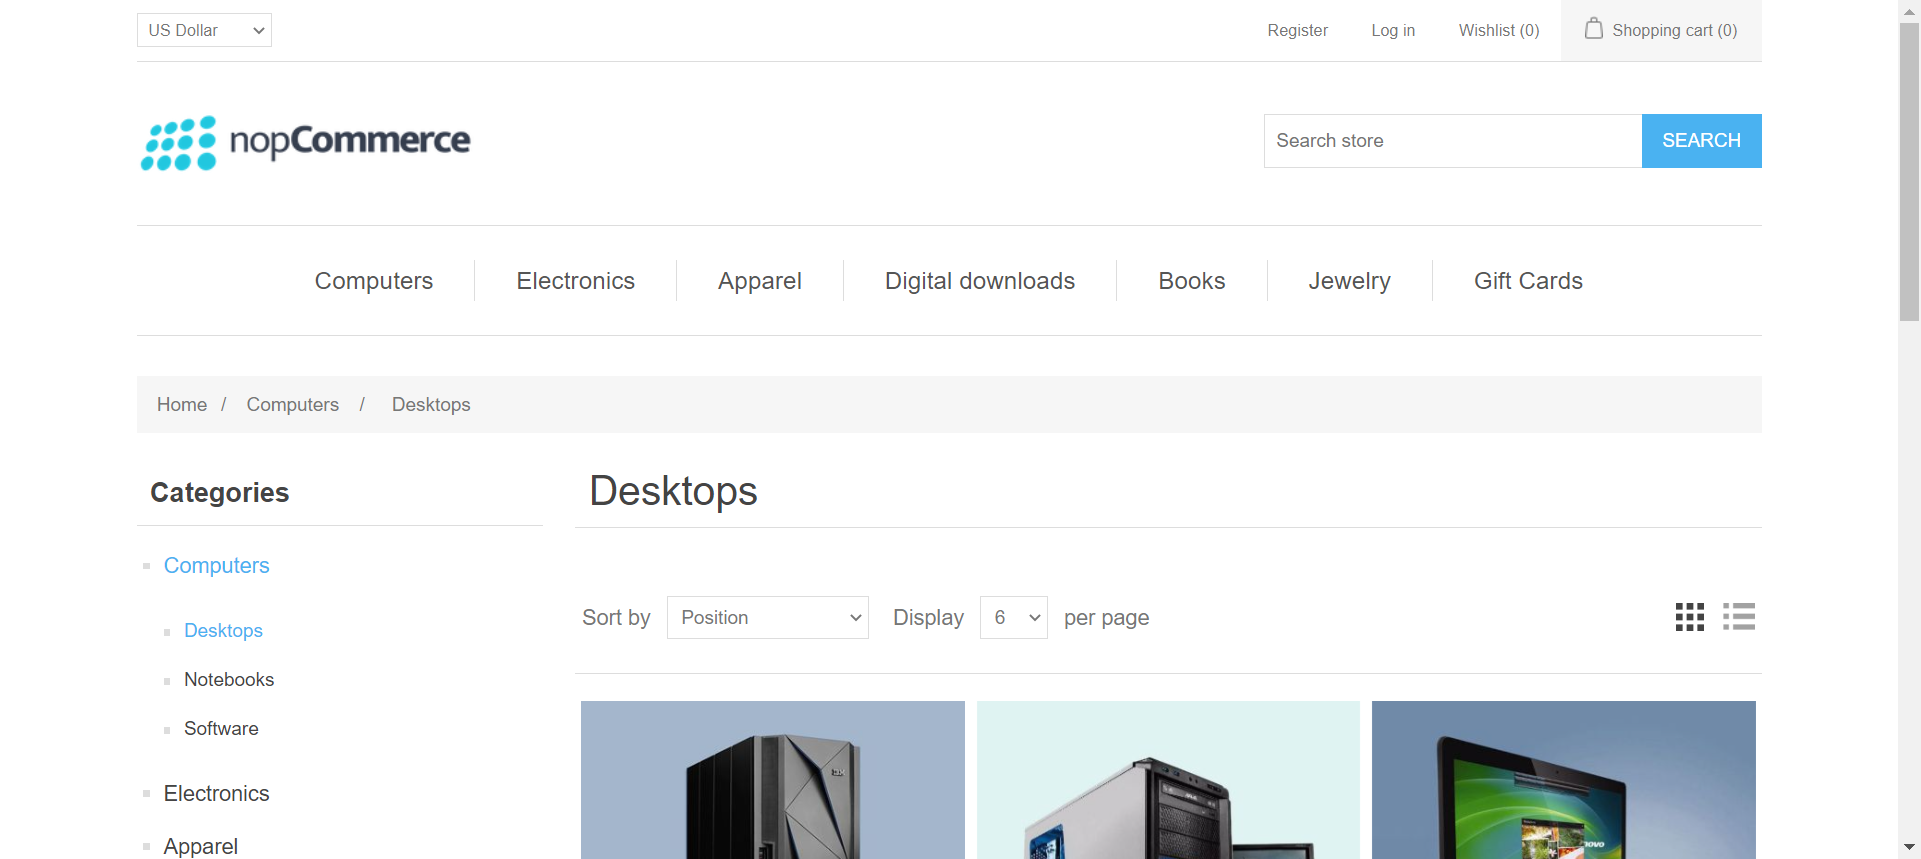 US Dollar
Register
Log in
Wishlist (0)
Shopping cart (0)
nopCommerce
Search store
SEARCH
Computers
Electronics
Apparel
Digital downloads
Books
Jewelry
Gift Cards
Home / Computers / Desktops
Categories
Computers
Desktops
Notebooks
Software
Electronics
Apparel
Desktops
Sort by Position Display 6 per page